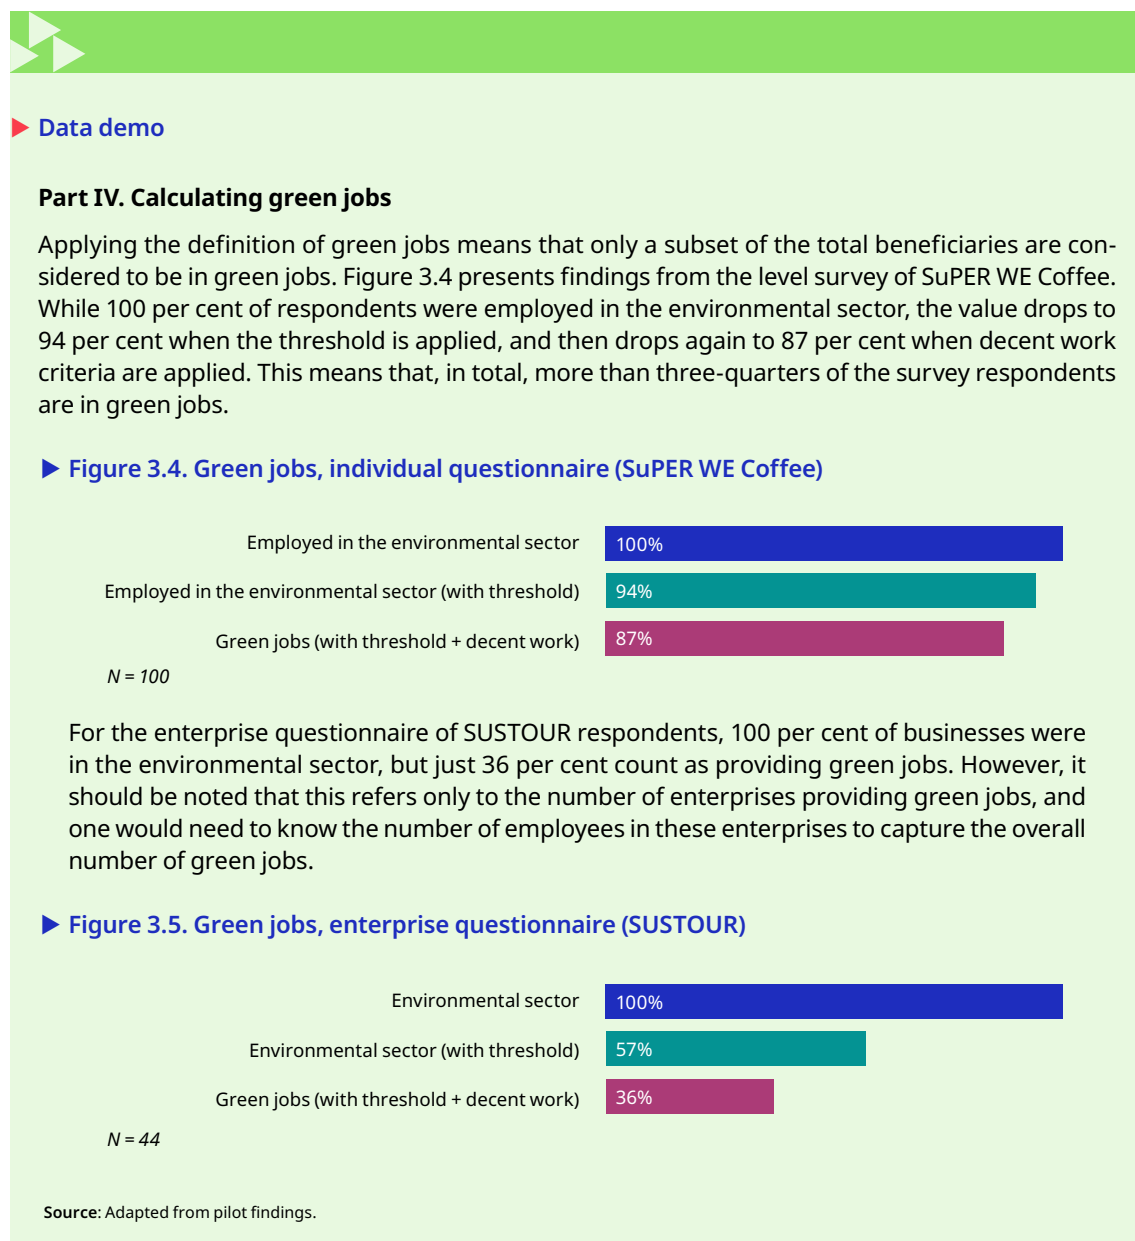 Data demo
Part IV. Calculating green jobs
Applying the definition of green jobs means that only a subset of the total beneficiaries are con-
sidered to be in green jobs. Figure 3.4 presents findings from the level survey of SuPER WE Coffee.
While 100 per cent of respondents were employed in the environmental sector, the value drops to
94 per cent when the threshold is applied, and then drops again to 87 per cent when decent work
criteria are applied. This means that, in total, more than three-quarters of the survey respondents
are in green jobs.
Figure 3.4. Green jobs, individual questionnaire (SuPER WE Coffee)
Employed in the environmental sector 100%
Employed in the environmental sector (with threshold) 94%
Green jobs (with threshold + decent work) 87%
N = 100
For the enterprise questionnaire of SUSTOUR respondents, 100 per cent of businesses were
in the environmental sector, but just 36 per cent count as providing green jobs. However, it
should be noted that this refers only to the number of enterprises providing green jobs, and
one would need to know the number of employees in these enterprises to capture the overall
number of green jobs.
Figure 3.5. Green jobs, enterprise questionnaire (SUSTOUR)
Environmental sector 100%
Environmental sector (with threshold) 57%
Green jobs (with threshold + decent work) 36%
N = 44
Source: Adapted from pilot findings.